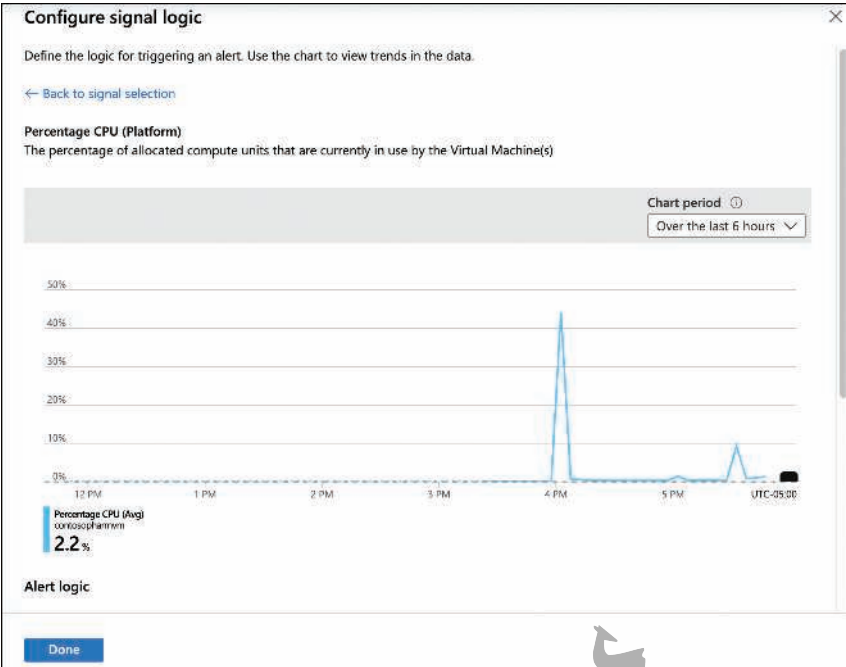 Configure signal logic
Define the logic for triggering an alert. Use the chart to view trends in the data.
← Back to signal selection
Percentage CPU (Platform)
The percentage of allocated compute units that are currently in use by the Virtual Machine(s)
Chart period
Over the last 6 hours
50%
40%
30%
20%
10%
0%
12 PM 1 PM 2 PM 3 PM 4 PM 5 PM UTC-05:00
Percentage CPU (Avg)
contosopharmvm
2.2 %
Alert logic
Done